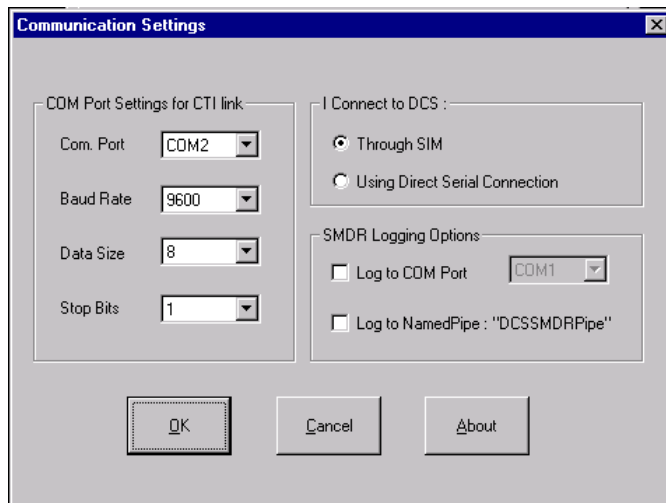 Communication Settings
COM Port Settings for CTI link
Com. Port
COM2
Baud Rate
9600
Data Size
8
Stop Bits
1
I Connect to DCS :
Through SIM
Using Direct Serial Connection
SMDR Logging Options
Log to COM Port
COM1
Log to NamedPipe : "DCSSMDRPipe"
OK
Cancel
About